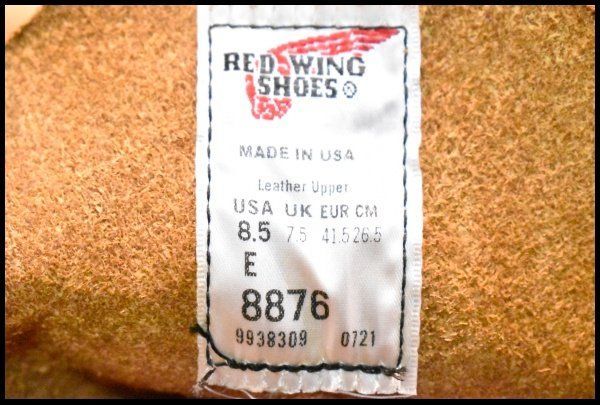 RED WING
SHOES®
MADE IN USA
Leather Upper
USA UK EUR CM
8.5 7.5 41.5 26.5
E
8876
9938309 0721